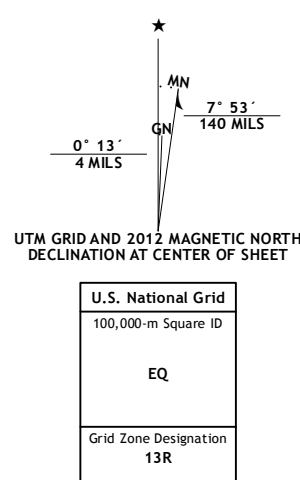 ★
MN
7° 53´
140 MILS
GN
0° 13´
4 MILS
UTM GRID AND 2012 MAGNETIC NORTH
DECLINATION AT CENTER OF SHEET
U.S. National Grid
100,000-m Square ID
EQ
Grid Zone Designation
13R